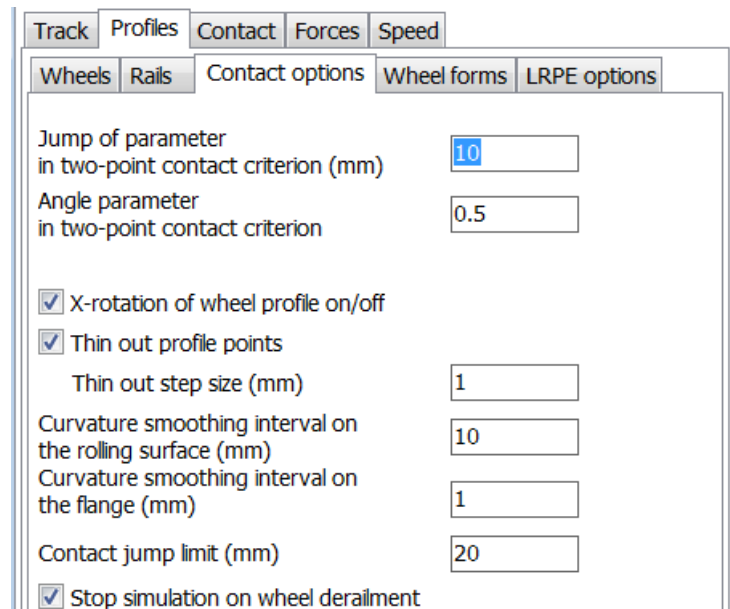 Track Profiles Contact Forces Speed
Wheels Rails Contact options Wheel forms LRPE options
Jump of parameter
in two-point contact criterion (mm)
10
Angle parameter
in two-point contact criterion
0.5
X-rotation of wheel profile on/off
Thin out profile points
Thin out step size (mm) 1
Curvature smoothing interval on
the rolling surface (mm)
10
Curvature smoothing interval on
the flange (mm)
1
Contact jump limit (mm) 20
Stop simulation on wheel derailment